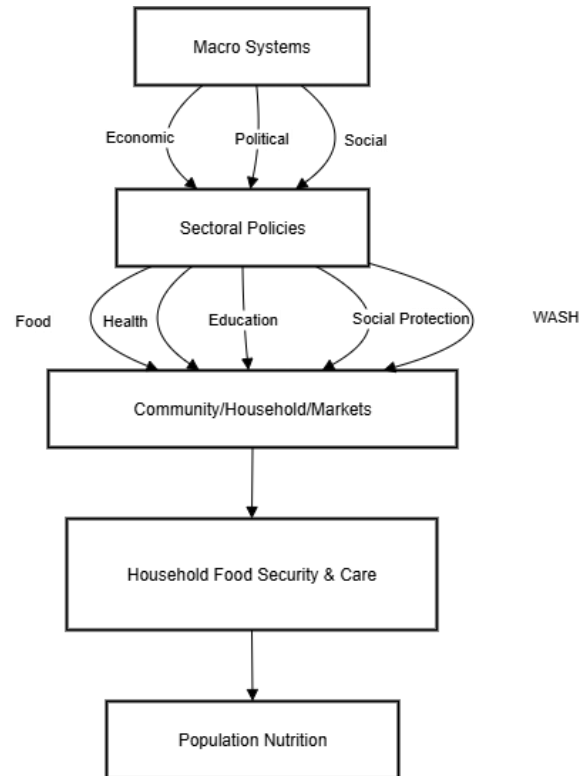 Macro Systems
Economic
Political
Social
Sectoral Policies
Food
Health
Education
Social Protection
WASH
Community/Household/Markets
Household Food Security & Care
Population Nutrition